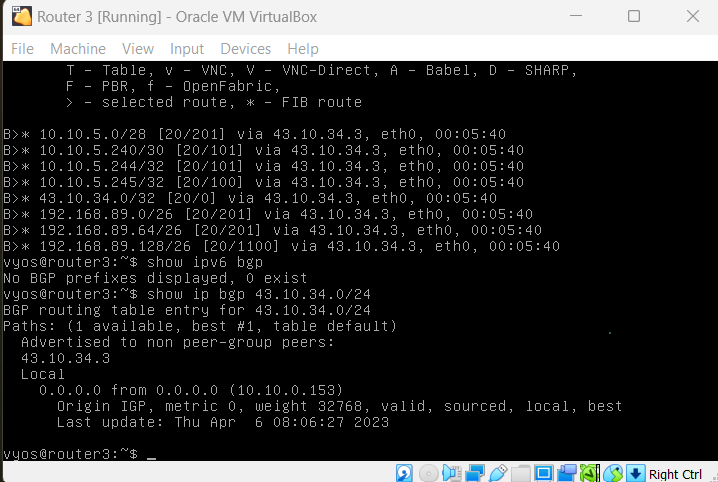 Router 3 [Running] - Oracle VM VirtualBox
File Machine View Input Devices Help
T - Table, v - VNC, V - VNC-Direct, A - Babel, D - SHARP,
F - PBR, f - OpenFabric,
> - selected route, * - FIB route
B>* 10.10.5.0/28 [20/201] via 43.10.34.3, eth0, 00:05:40
B>* 10.10.5.240/30 [20/101] via 43.10.34.3, eth0, 00:05:40
B>* 10.10.5.244/32 [20/101] via 43.10.34.3, eth0, 00:05:40
B>* 10.10.5.245/32 [20/100] via 43.10.34.3, eth0, 00:05:40
B>* 43.10.34.0/32 [20/0] via 43.10.34.3, eth0, 00:05:40
B>* 192.168.89.0/26 [20/201] via 43.10.34.3, eth0, 00:05:40
B>* 192.168.89.64/26 [20/201] via 43.10.34.3, eth0, 00:05:40
B>* 192.168.89.128/26 [20/1100] via 43.10.34.3, eth0, 00:05:40
vyos@router3:~$ show ipv6 bgp
No BGP prefixes displayed, 0 exist
vyos@router3:~$ show ip bgp 43.10.34.0/24
BGP routing table entry for 43.10.34.0/24
Paths: (1 available, best #1, table default)
Advertised to non peer-group peers:
43.10.34.3
Local
0.0.0.0 from 0.0.0.0 (10.10.0.153)
Origin IGP, metric 0, weight 32768, valid, sourced, local, best
Last update: Thu Apr  6 08:06:27 2023
vyos@router3:~$ _
Right Ctrl